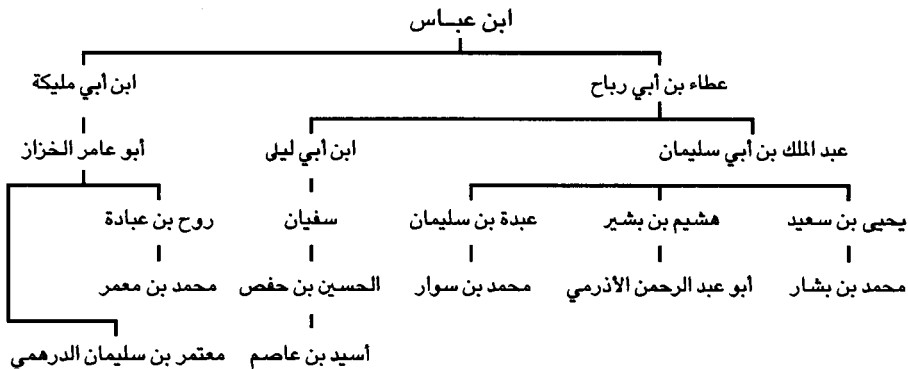 ابن عبـاس
عطاء بن أبي رباح ابن أبي مليكة
عبد الملك بن أبي سليمان ابن أبي ليلى أبو عامر الخزاز
يحيى بن سعيد هشيم بن بشير عبدة بن سليمان سفيان روح بن عبادة
محمد بن بشار أبو عبد الرحمن الأذرمي محمد بن سوار الحسين بن حفص محمد بن معمر
أسيد بن عاصم معتمر بن سليمان الدرهمي